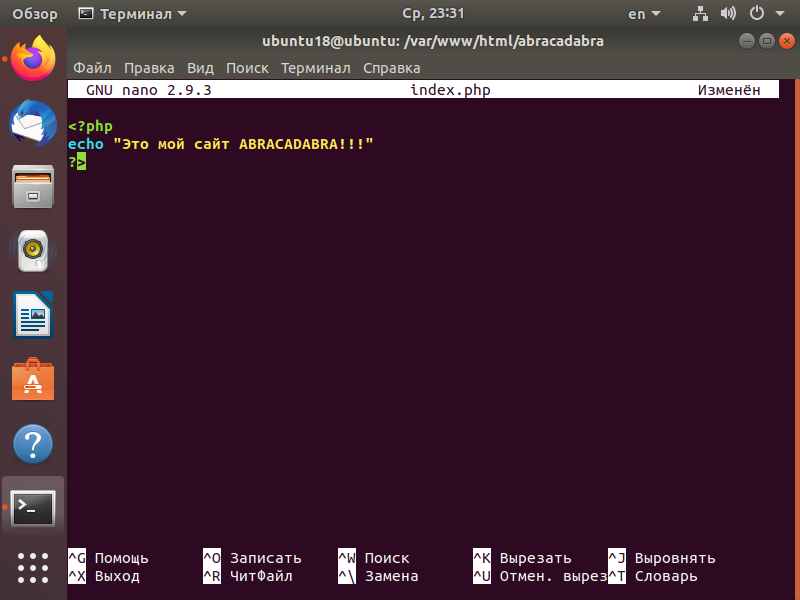 Обзор Терминал Ср, 23:31 en
ubuntu18@ubuntu: /var/www/html/abracadabra
Файл Правка Вид Поиск Терминал Справка
GNU nano 2.9.3 index.php Изменён
<?php
echo "Это мой сайт ABRACADABRA!!!"
?>
^G Помощь ^O Записать ^W Поиск ^K Вырезать ^J Выровнять
^X Выход ^R ЧитФайл ^\ Замена ^U Отмен. вырез^T Словарь